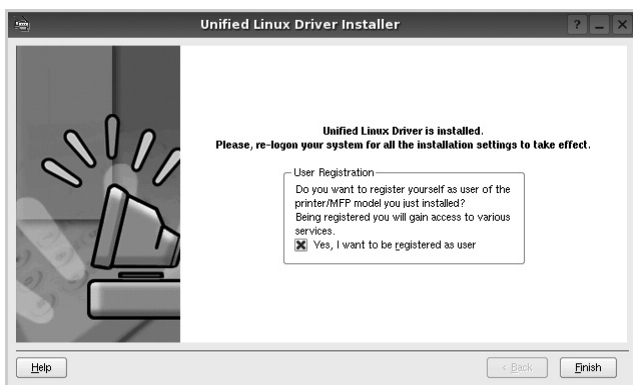 Unified Linux Driver Installer
Unified Linux Driver is installed.
Please, re-logon your system for all the installation settings to take effect.
User Registration
Do you want to register yourself as user of the
printer/MFP model you just installed?
Being registered you will gain access to various
services.
Yes, I want to be registered as user
Help
< Back
Finish